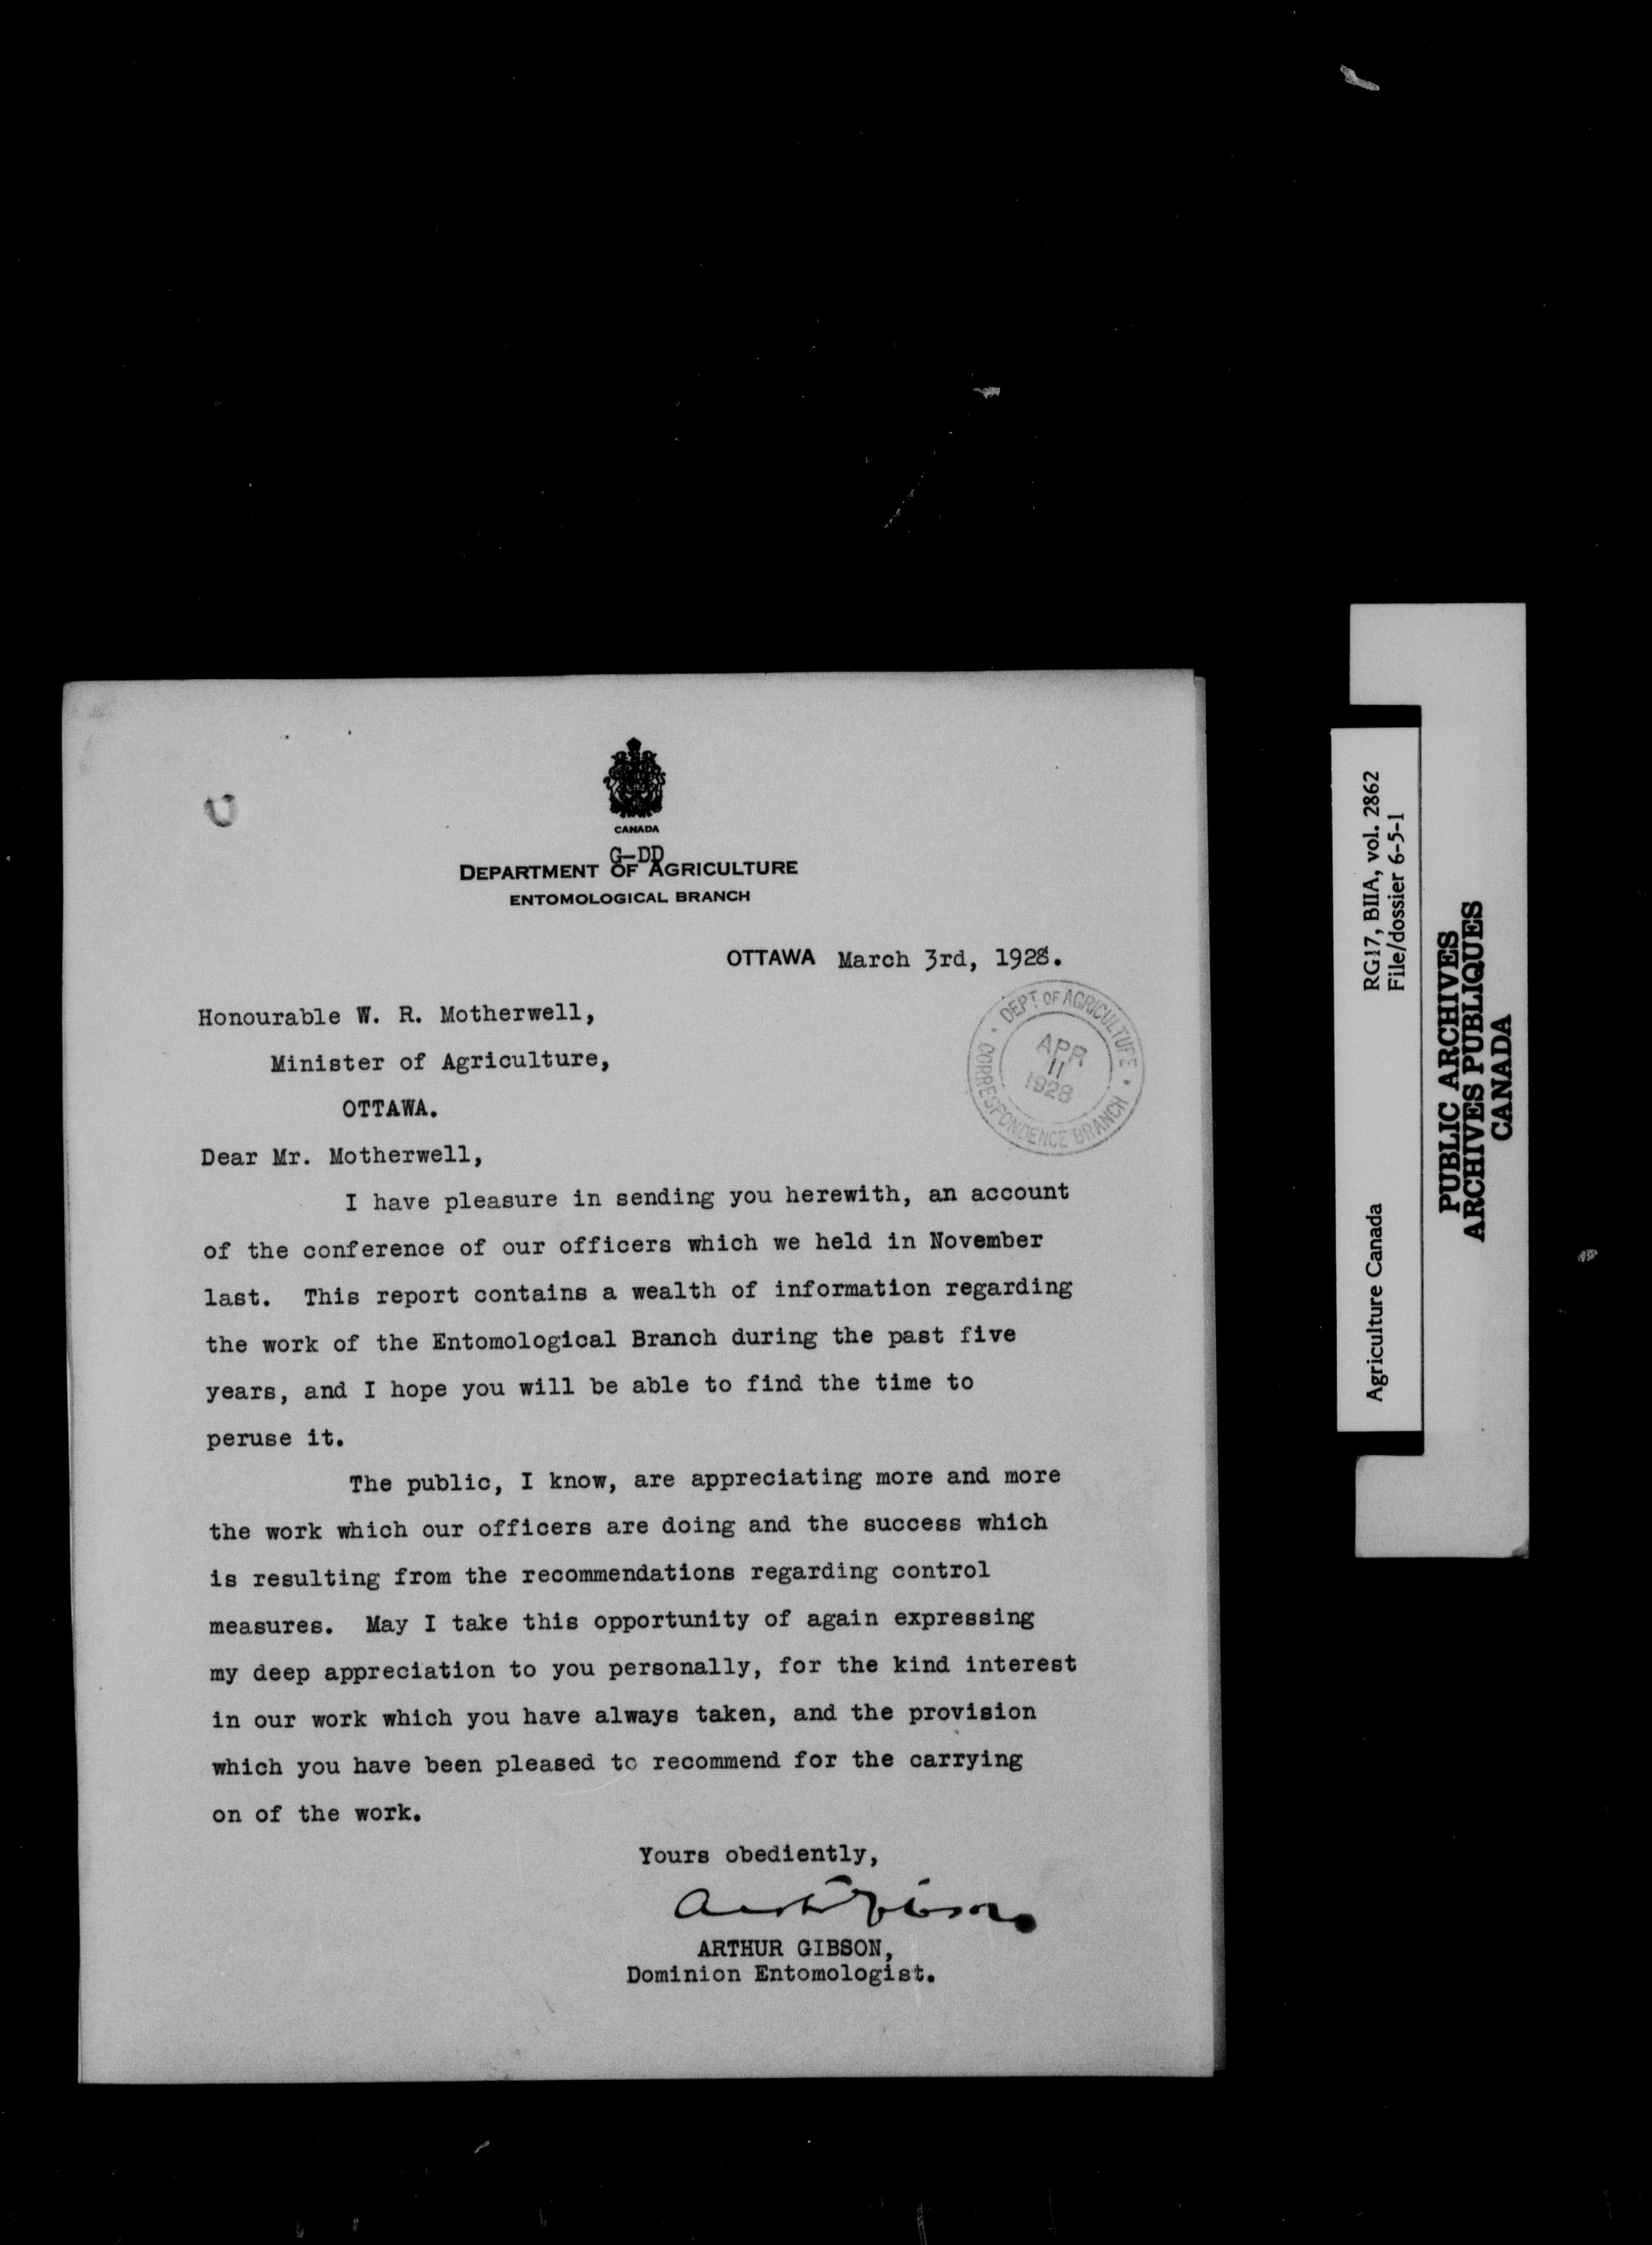 CANADA
G-DD
DEPARTMENT OF AGRICULTURE
ENTOMOLOGICAL BRANCH
OTTAWA March 3rd, 1928.
DEPT OF AGRICULTURE
APR
11
1928
CORRESPONDENCE BRANCH
Honourable W. R. Motherwell,
Minister of Agriculture,
OTTAWA.
Dear Mr. Motherwell,
I have pleasure in sending you herewith, an account
of the conference of our officers which we held in November
last. This report contains a wealth of information regarding
the work of the Entomological Branch during the past five
years, and I hope you will be able to find the time to
peruse it.
The public, I know, are appreciating more and more
the work which our officers are doing and the success which
is resulting from the recommendations regarding control
measures. May I take this opportunity of again expressing
my deep appreciation to you personally, for the kind interest
in our work which you have always taken, and the provision
which you have been pleased to recommend for the carrying
on of the work.
Yours obediently,
Arthur Gibson
ARTHUR GIBSON,
Dominion Entomologist.
Agriculture Canada RG17, BIIA, vol. 2862
File/dossier 6-5-1
PUBLIC ARCHIVES
ARCHIVES PUBLIQUES
CANADA